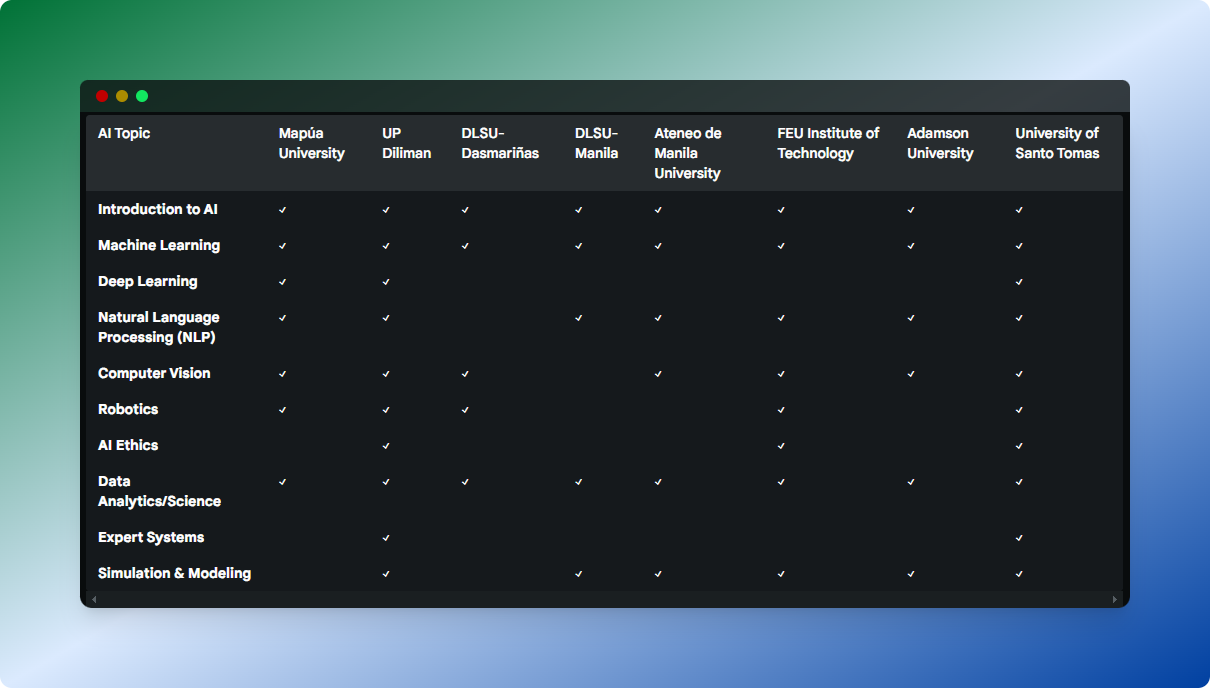 AI Topic Mapúa University UP Diliman DLSU-Dasmariñas DLSU-Manila Ateneo de Manila University FEU Institute of Technology Adamson University University of Santo Tomas
Introduction to AI ✓ ✓ ✓ ✓ ✓ ✓ ✓ ✓
Machine Learning ✓ ✓ ✓ ✓ ✓ ✓ ✓ ✓
Deep Learning ✓ ✓ ✓
Natural Language Processing (NLP) ✓ ✓ ✓ ✓ ✓ ✓ ✓
Computer Vision ✓ ✓ ✓ ✓ ✓ ✓ ✓
Robotics ✓ ✓ ✓ ✓ ✓
AI Ethics ✓ ✓ ✓
Data Analytics/Science ✓ ✓ ✓ ✓ ✓ ✓ ✓ ✓
Expert Systems ✓ ✓
Simulation & Modeling ✓ ✓ ✓ ✓ ✓ ✓